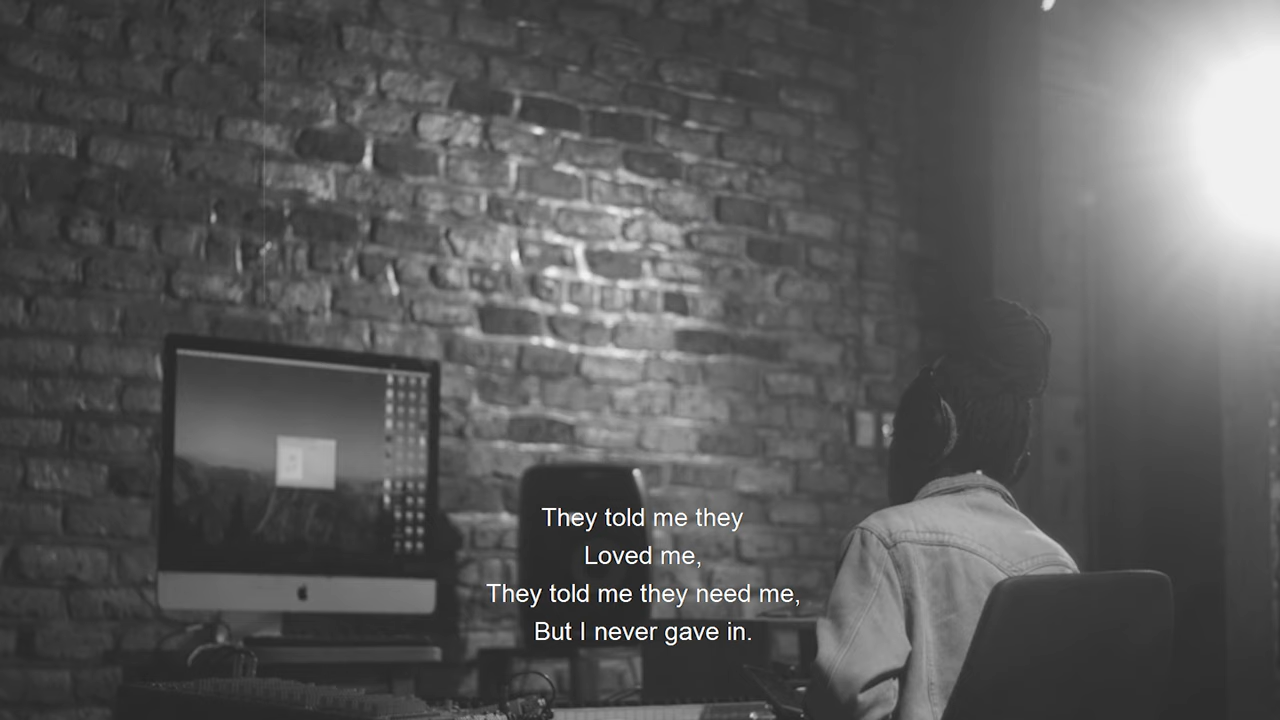 They told me they
Loved me,
They told me they need me,
But I never gave in.